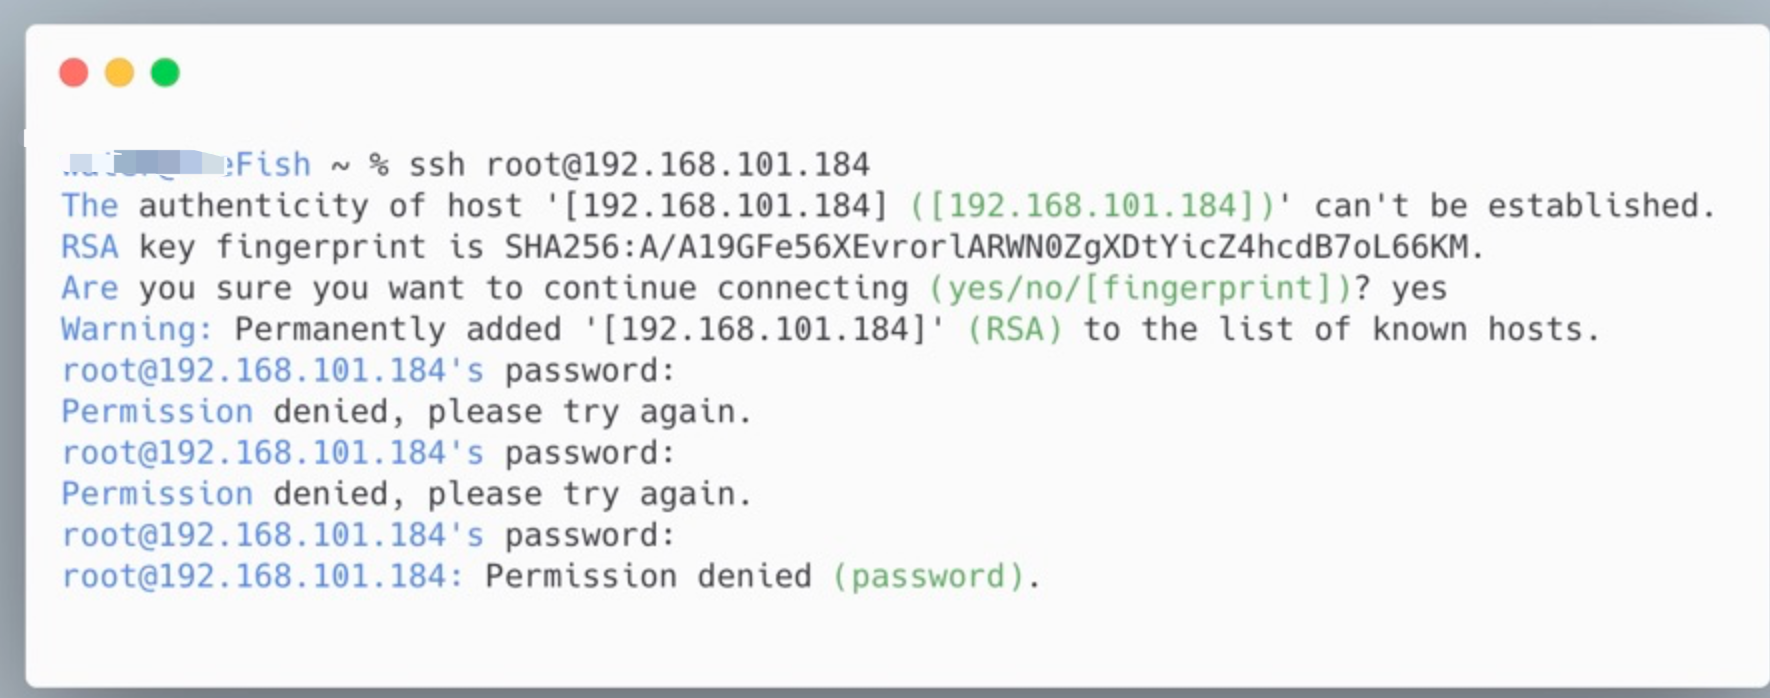 eFish ~ % ssh root@192.168.101.184
The authenticity of host '[192.168.101.184] ([192.168.101.184])' can't be established.
RSA key fingerprint is SHA256:A/A19GFe56XEvrorlARWN0ZgXDtYicZ4hcdB7oL66KM.
Are you sure you want to continue connecting (yes/no/[fingerprint])? yes
Warning: Permanently added '[192.168.101.184]' (RSA) to the list of known hosts.
root@192.168.101.184's password:
Permission denied, please try again.
root@192.168.101.184's password:
Permission denied, please try again.
root@192.168.101.184's password:
root@192.168.101.184: Permission denied (password).